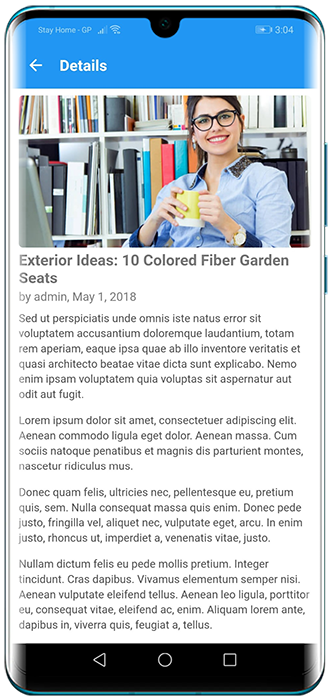 Stay Home - GP 3:04
Details
Exterior Ideas: 10 Colored Fiber Garden
Seats
by admin, May 1, 2018
Sed ut perspiciatis unde omnis iste natus error sit
voluptatem accusantium doloremque laudantium, totam
rem aperiam, eaque ipsa quae ab illo inventore veritatis et
quasi architecto beatae vitae dicta sunt explicabo. Nemo
enim ipsam voluptatem quia voluptas sit aspernatur aut
odit aut fugit.
Lorem ipsum dolor sit amet, consectetuer adipiscing elit.
Aenean commodo ligula eget dolor. Aenean massa. Cum
sociis natoque penatibus et magnis dis parturient montes,
nascetur ridiculus mus.
Donec quam felis, ultricies nec, pellentesque eu, pretium
quis, sem. Nulla consequat massa quis enim. Donec pede
justo, fringilla vel, aliquet nec, vulputate eget, arcu. In enim
justo, rhoncus ut, imperdiet a, venenatis vitae, justo.
Nullam dictum felis eu pede mollis pretium. Integer
tincidunt. Cras dapibus. Vivamus elementum semper nisi.
Aenean vulputate eleifend tellus. Aenean leo ligula, porttitor
eu, consequat vitae, eleifend ac, enim. Aliquam lorem ante,
dapibus in, viverra quis, feugiat a, tellus.